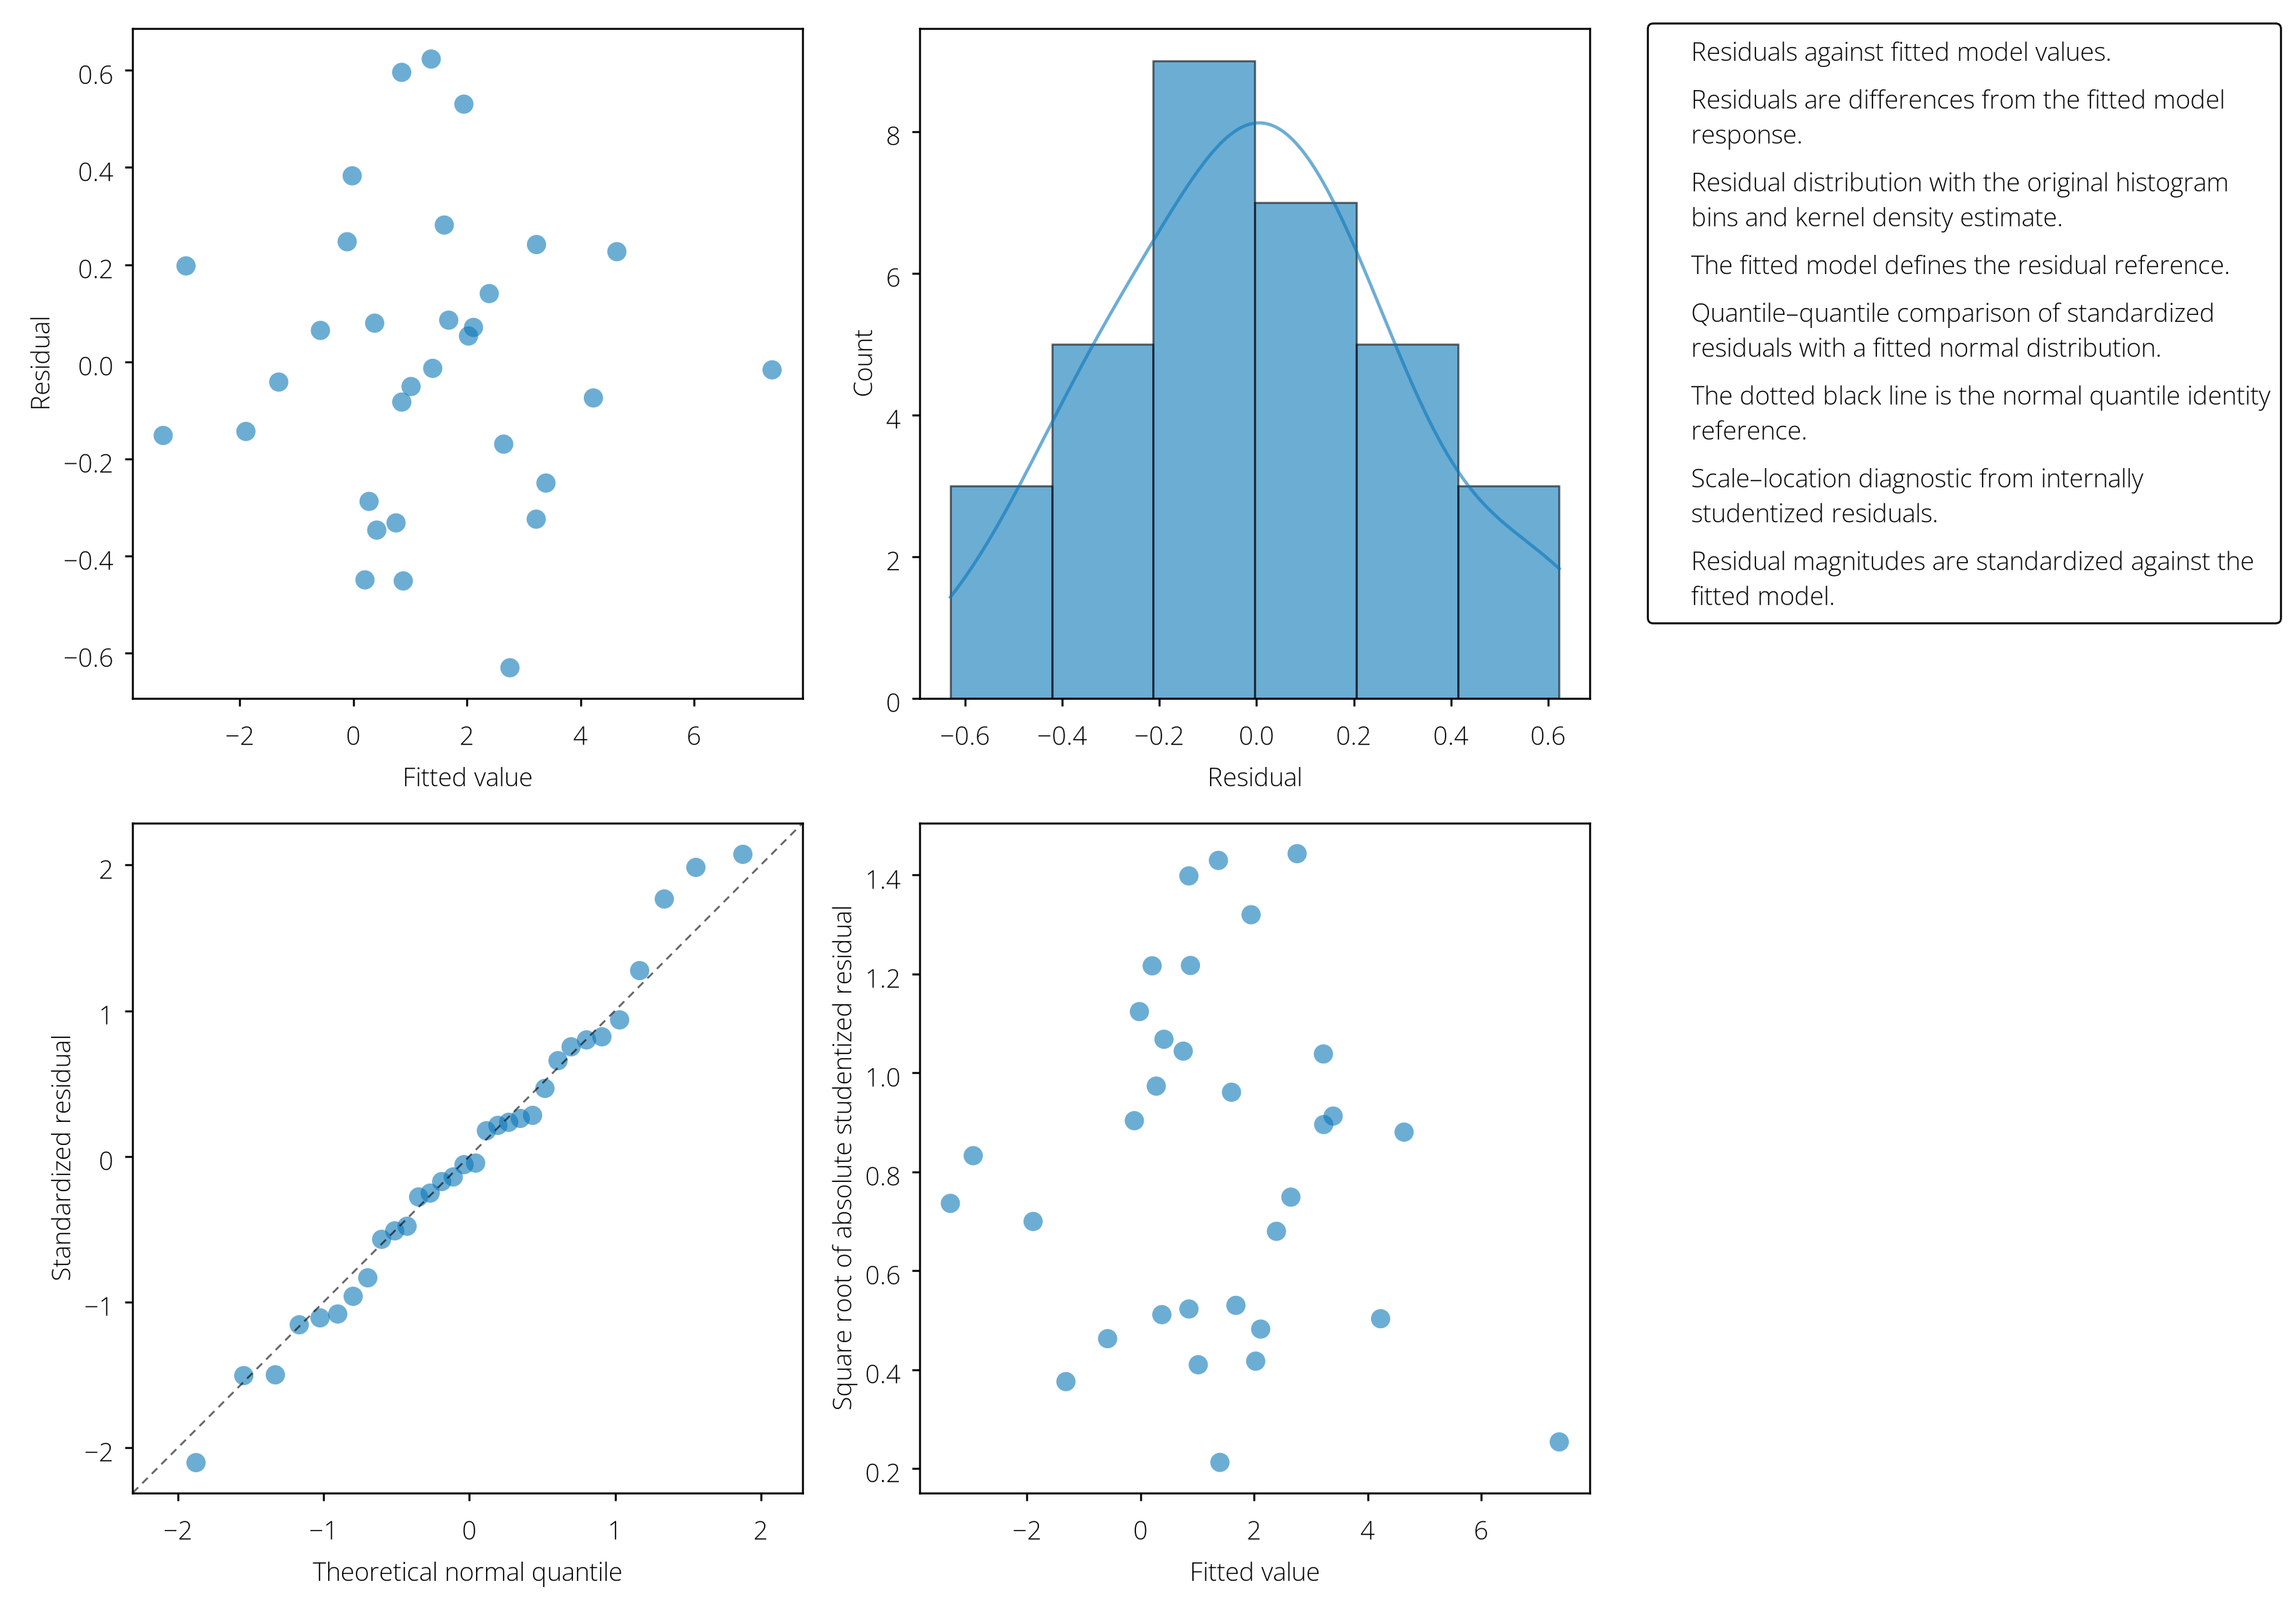 0.6
0.4
0.2
0.0
−0.2
−0.4
−0.6
Residual
−2
0
2
4
6
Fitted value
8
6
4
2
0
Count
−0.6
−0.4
−0.2
0.0
0.2
0.4
0.6
Residual
Residuals against fitted model values.
Residuals are differences from the fitted model
response.
Residual distribution with the original histogram
bins and kernel density estimate.
The fitted model defines the residual reference.
Quantile–quantile comparison of standardized
residuals with a fitted normal distribution.
The dotted black line is the normal quantile identity
reference.
Scale–location diagnostic from internally
studentized residuals.
Residual magnitudes are standardized against the
fitted model.
2
1
0
−1
−2
Standardized residual
−2
−1
0
1
2
Theoretical normal quantile
1.4
1.2
1.0
0.8
0.6
0.4
0.2
Square root of absolute studentized residual
−2
0
2
4
6
Fitted value